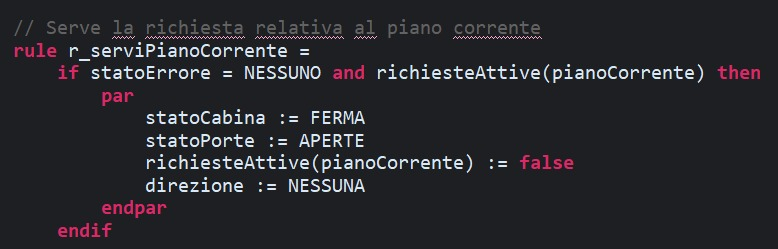 // Serve la richiesta relativa al piano corrente
rule r_serviPianoCorrente =
    if statoErrore = NESSUNO and richiesteAttive(pianoCorrente) then
        par
            statoCabina := FERMA
            statoPorte := APERTE
            richiesteAttive(pianoCorrente) := false
            direzione := NESSUNA
        endpar
    endif